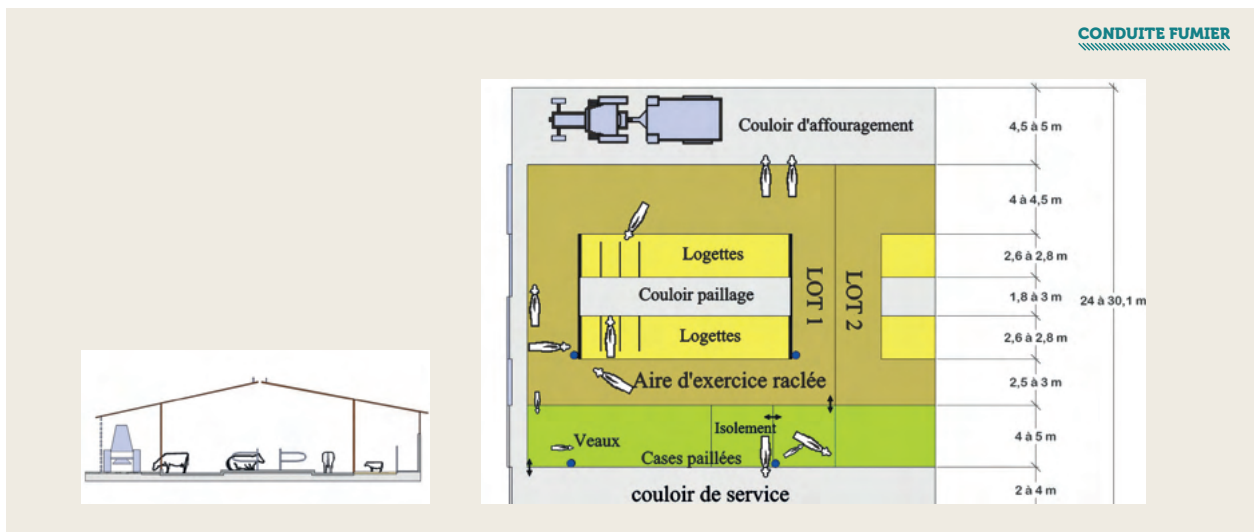 CONDUITE FUMIER
Couloir d'affouragement
4,5 à 5 m
4 à 4,5 m
Logettes
2,6 à 2,8 m
Couloir paillage
LOT 1
LOT 2
1,8 à 3 m
24 à 30,1 m
Logettes
2,6 à 2,8 m
Aire d'exercice raclée
2,5 à 3 m
Isolement
Veaux
4 à 5 m
Cases paillées
couloir de service
2 à 4 m